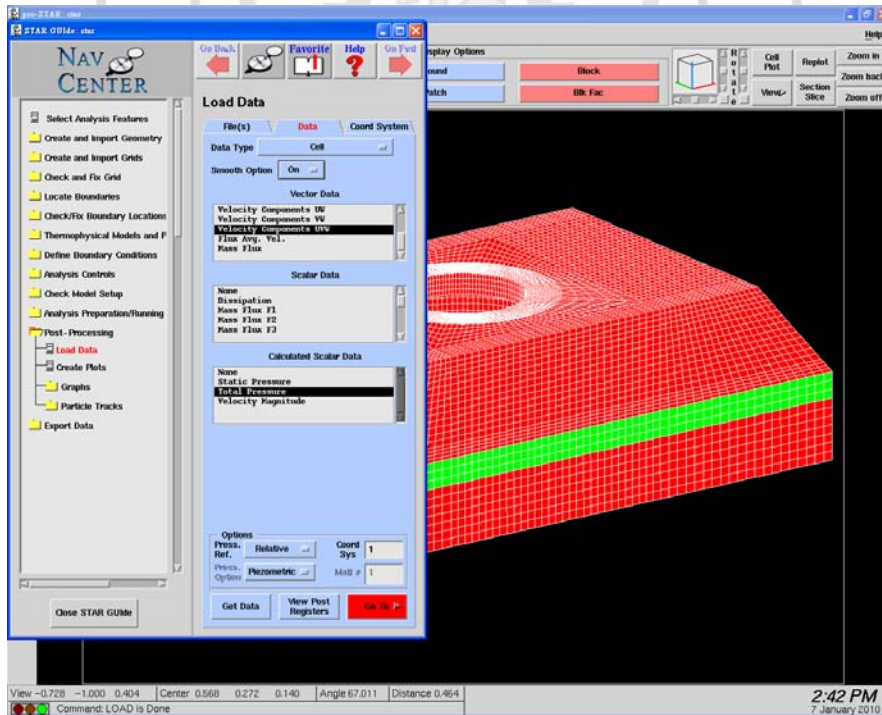 pro-STAR: star
STAR GUIde: star
Help
NAV
CENTER
Go Back
Favorite
Help
Go Fwd
Display Options
Block
Blk Fac
Rotate
Cell
Plot
Replot
Zoom in
Zoom back
View
Section
Slice
Zoom off
Select Analysis Features
Create and Import Geometry
Create and Import Grids
Check and Fix Grid
Locate Boundaries
Check/Fix Boundary Locations
Thermophysical Models and P
Define Boundary Conditions
Analysis Controls
Check Model Setup
Analysis Preparation/Running
Post-Processing
Load Data
Create Plots
Graphs
Particle Tracks
Export Data
Close STAR GUIde
Load Data
File(s)
Data
Coord System
Data Type
Cell
Smooth Option
On
Vector Data
Velocity Components UW
Velocity Components VW
Velocity Components UVW
Flux Avg. Vel.
Mass Flux
Scalar Data
None
Dissipation
Mass Flux F1
Mass Flux F2
Mass Flux F3
Calculated Scalar Data
None
Static Pressure
Total Pressure
Velocity Magnitude
Options
Press. Ref.
Relative
Coord Sys
1
Press. Option
Piezometric
Matl #
1
Get Data
View Post
Registers
Go To
View -0.728 -1.000 0.404
Center 0.568 0.272 0.140
Angle 67.011
Distance 0.464
Command: LOAD is Done
2:42 PM
7 January 2010